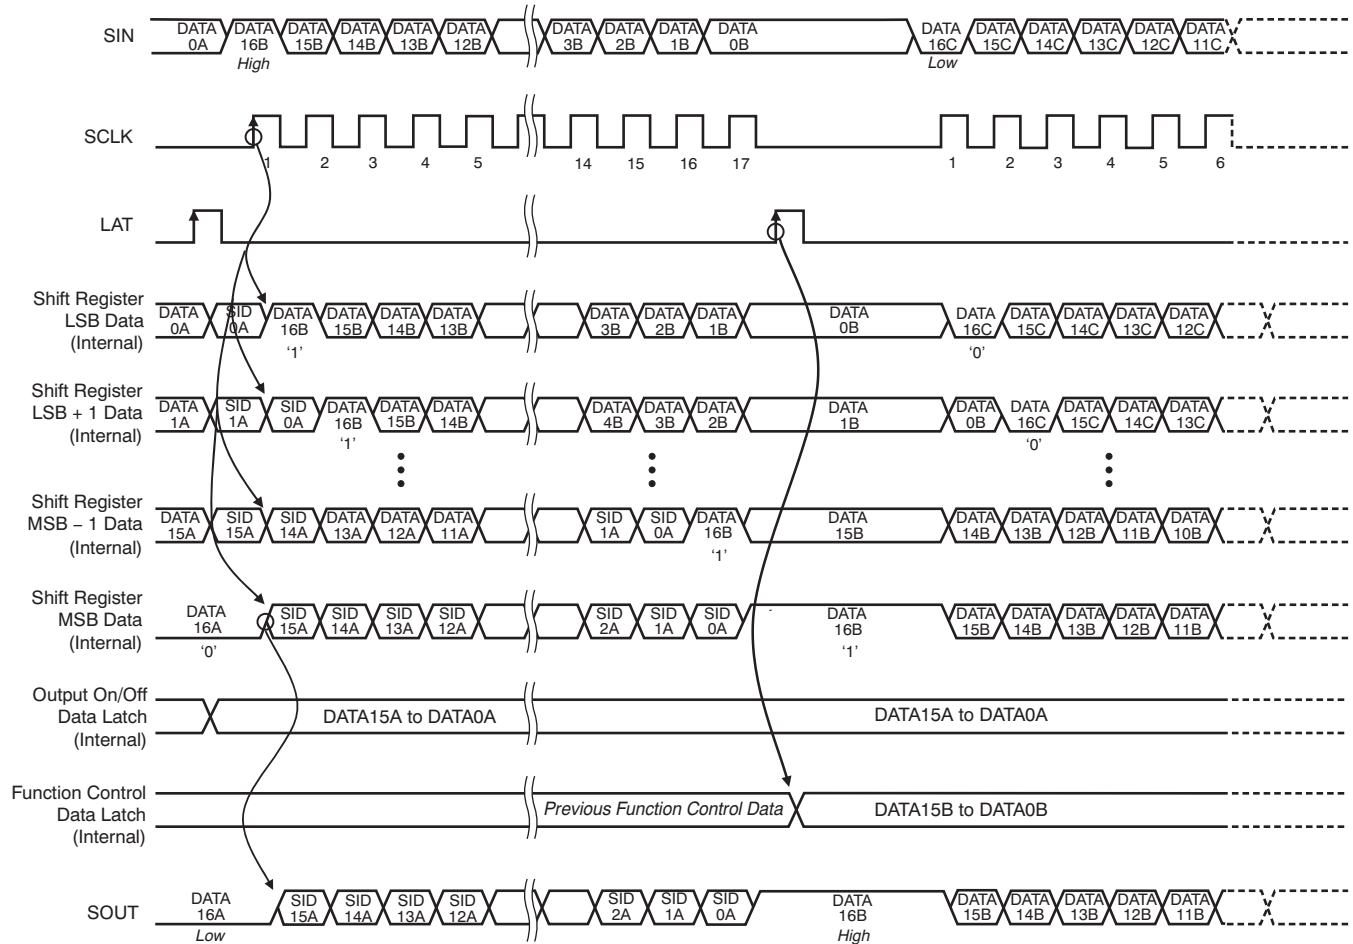 SIN
DATA 0A
DATA 16B
High
DATA 15B
DATA 14B
DATA 13B
DATA 12B
DATA 3B
DATA 2B
DATA 1B
DATA 0B
DATA 16C
Low
DATA 15C
DATA 14C
DATA 13C
DATA 12C
DATA 11C
SCLK
1 2 3 4 5 14 15 16 17 1 2 3 4 5 6
LAT
Shift Register
LSB Data
(Internal)
DATA 0A
SID 0A
DATA 16B
'1'
DATA 15B
DATA 14B
DATA 13B
DATA 3B
DATA 2B
DATA 1B
DATA 0B
DATA 16C
'0'
DATA 15C
DATA 14C
DATA 13C
DATA 12C
Shift Register
LSB + 1 Data
(Internal)
DATA 1A
SID 1A
SID 0A
DATA 16B
'1'
DATA 15B
DATA 14B
DATA 4B
DATA 3B
DATA 2B
DATA 1B
DATA 0B
DATA 16C
'0'
DATA 15C
DATA 14C
DATA 13C
Shift Register
MSB − 1 Data
(Internal)
DATA 15A
SID 15A
SID 14A
DATA 13A
DATA 12A
DATA 11A
SID 1A
SID 0A
DATA 16B
'1'
DATA 15B
DATA 14B
DATA 13B
DATA 12B
DATA 11B
DATA 10B
Shift Register
MSB Data
(Internal)
DATA 16A
'0'
SID 15A
SID 14A
SID 13A
SID 12A
SID 2A
SID 1A
SID 0A
DATA 16B
'1'
DATA 15B
DATA 14B
DATA 13B
DATA 12B
DATA 11B
Output On/Off
Data Latch
(Internal)
DATA15A to DATA0A
DATA15A to DATA0A
Function Control
Data Latch
(Internal)
Previous Function Control Data
DATA15B to DATA0B
SOUT
DATA 16A
Low
SID 15A
SID 14A
SID 13A
SID 12A
SID 2A
SID 1A
SID 0A
DATA 16B
High
DATA 15B
DATA 14B
DATA 13B
DATA 12B
DATA 11B